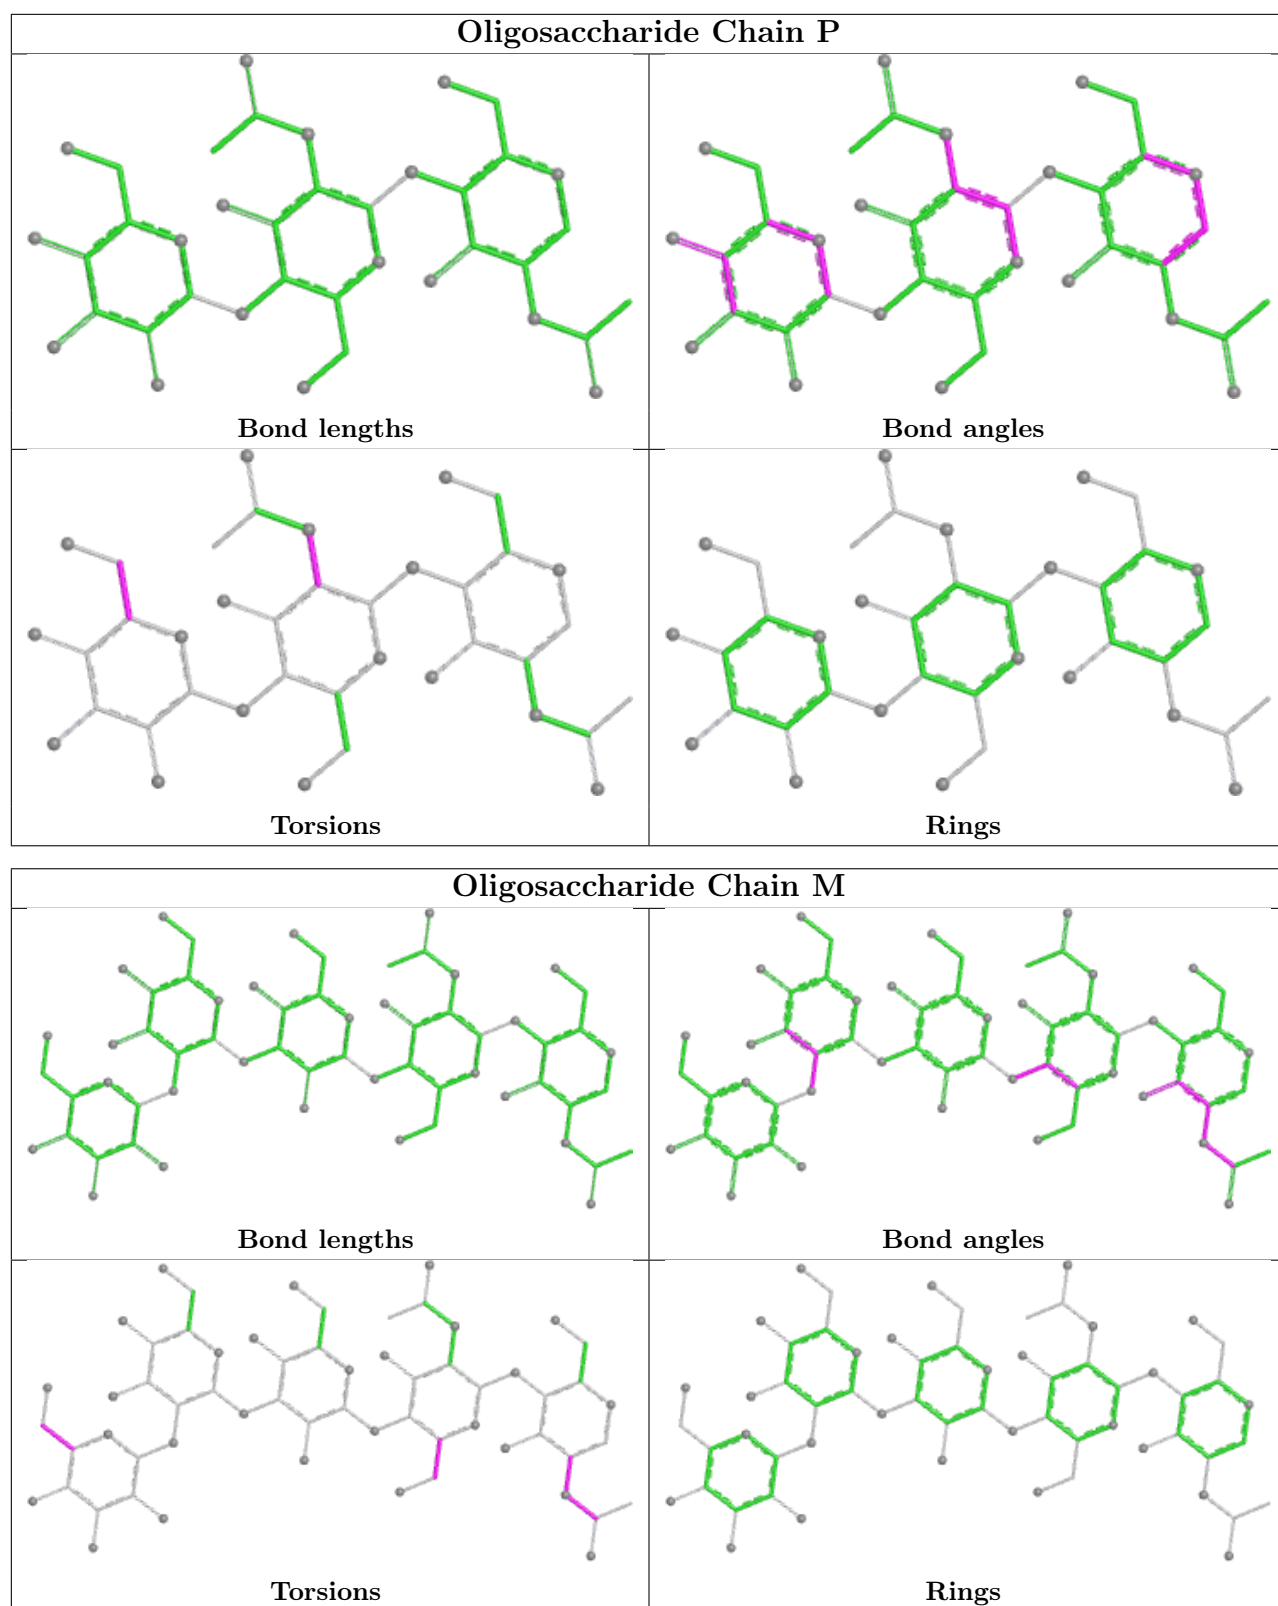 Oligosaccharide Chain P
Bond lengths
Bond angles
Torsions
Rings
Oligosaccharide Chain M
Bond lengths
Bond angles
Torsions
Rings